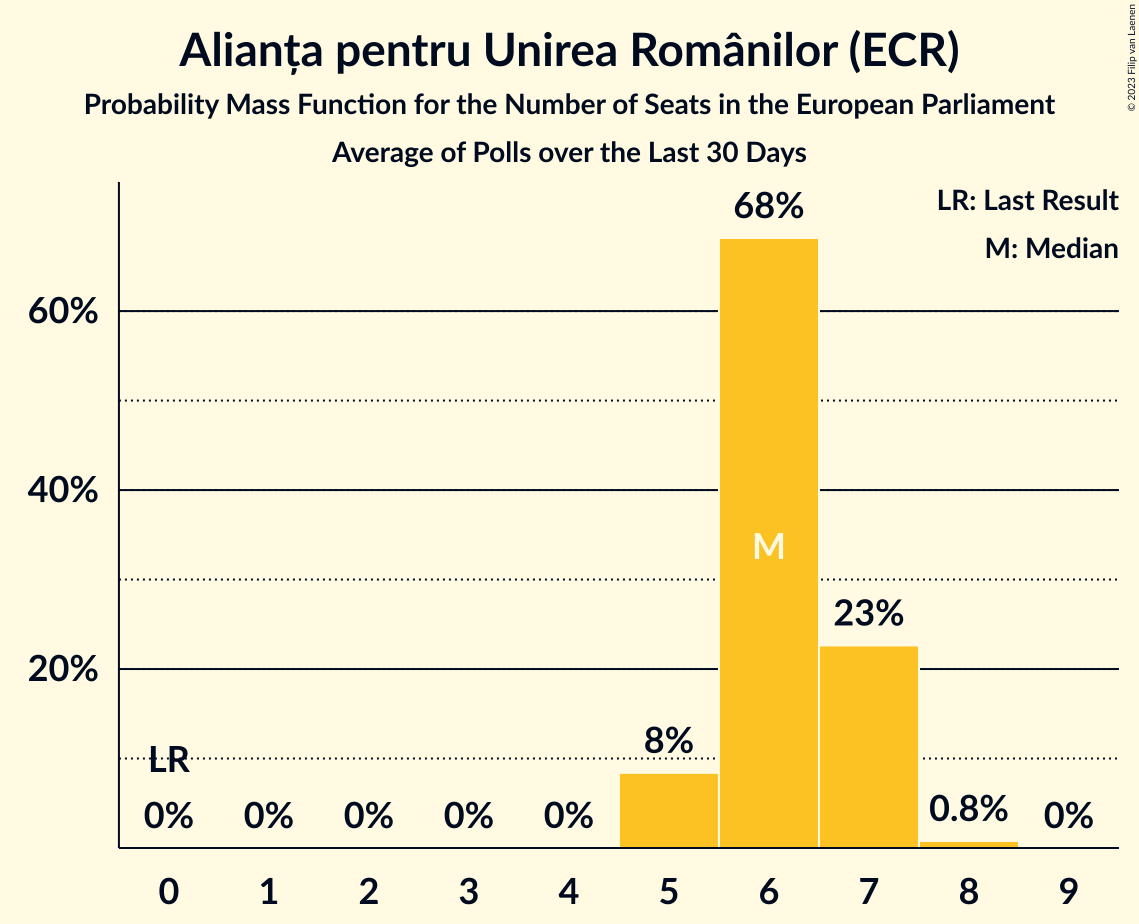 Alianța pentru Unirea Românilor (ECR)
Probability Mass Function for the Number of Seats in the European Parliament
Average of Polls over the Last 30 Days
© 2023 Filip van Laenen
LR: Last Result
M: Median
60%
40%
20%
LR
0%
0%
0%
0%
0%
8%
68%
M
23%
0.8%
0%
0 1 2 3 4 5 6 7 8 9